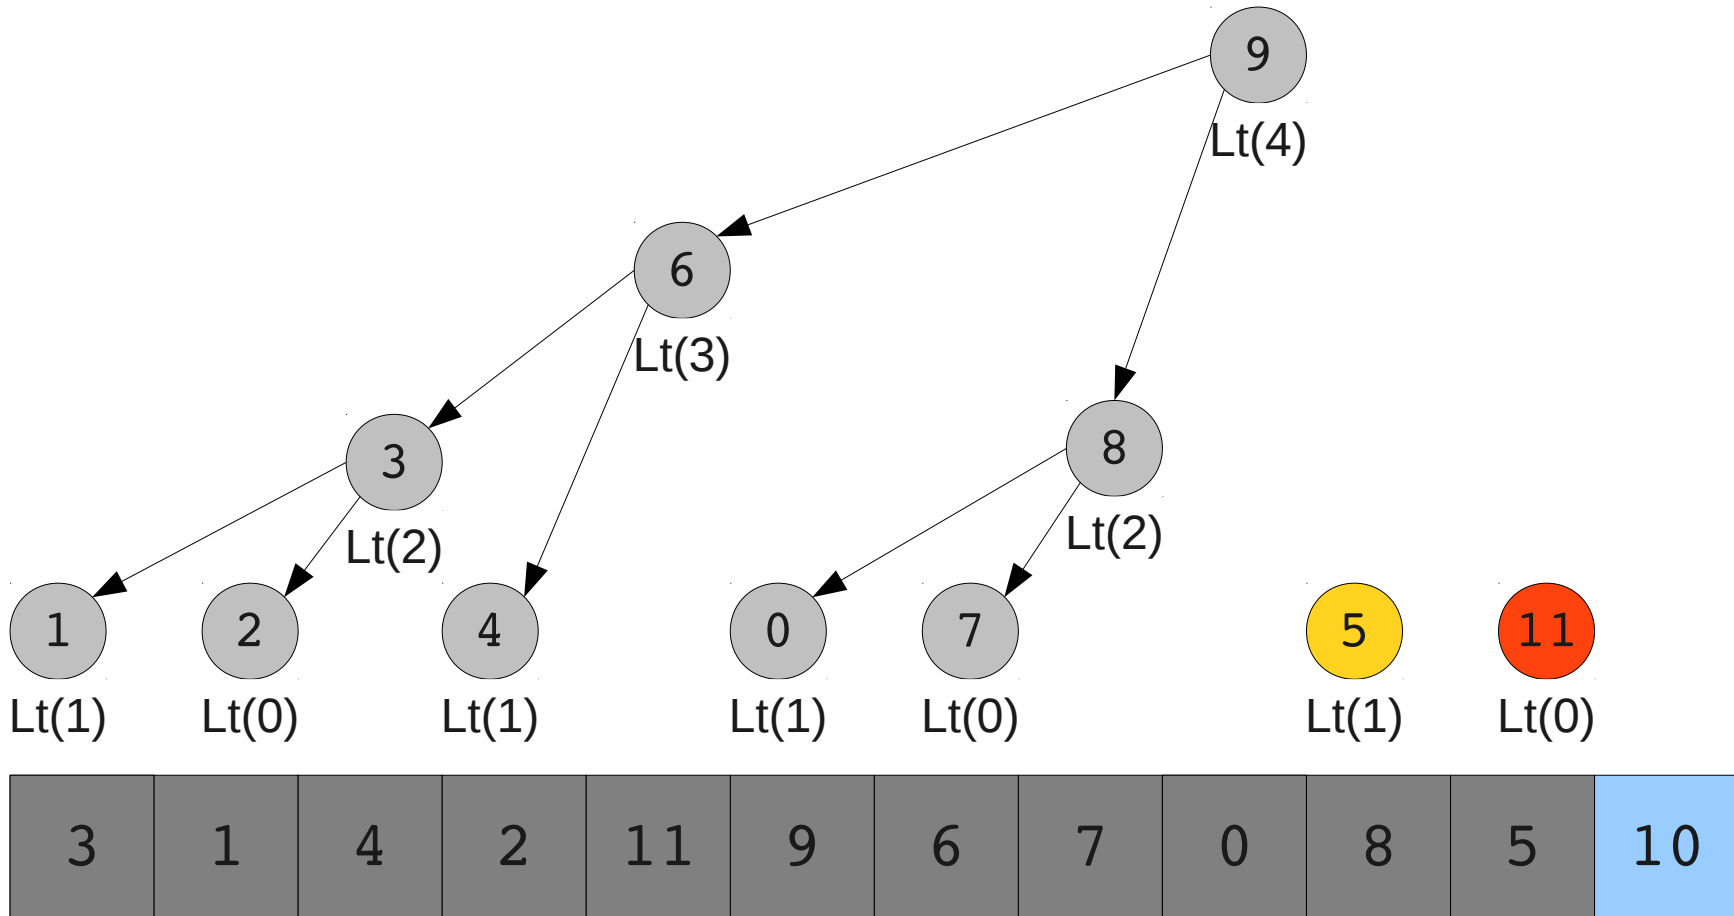 9
Lt(4)
6
Lt(3)
3
8
Lt(2)
Lt(2)
1 2 4 0 7 5 11
Lt(1) Lt(0) Lt(1) Lt(1) Lt(0) Lt(1) Lt(0)
3 1 4 2 11 9 6 7 0 8 5 10